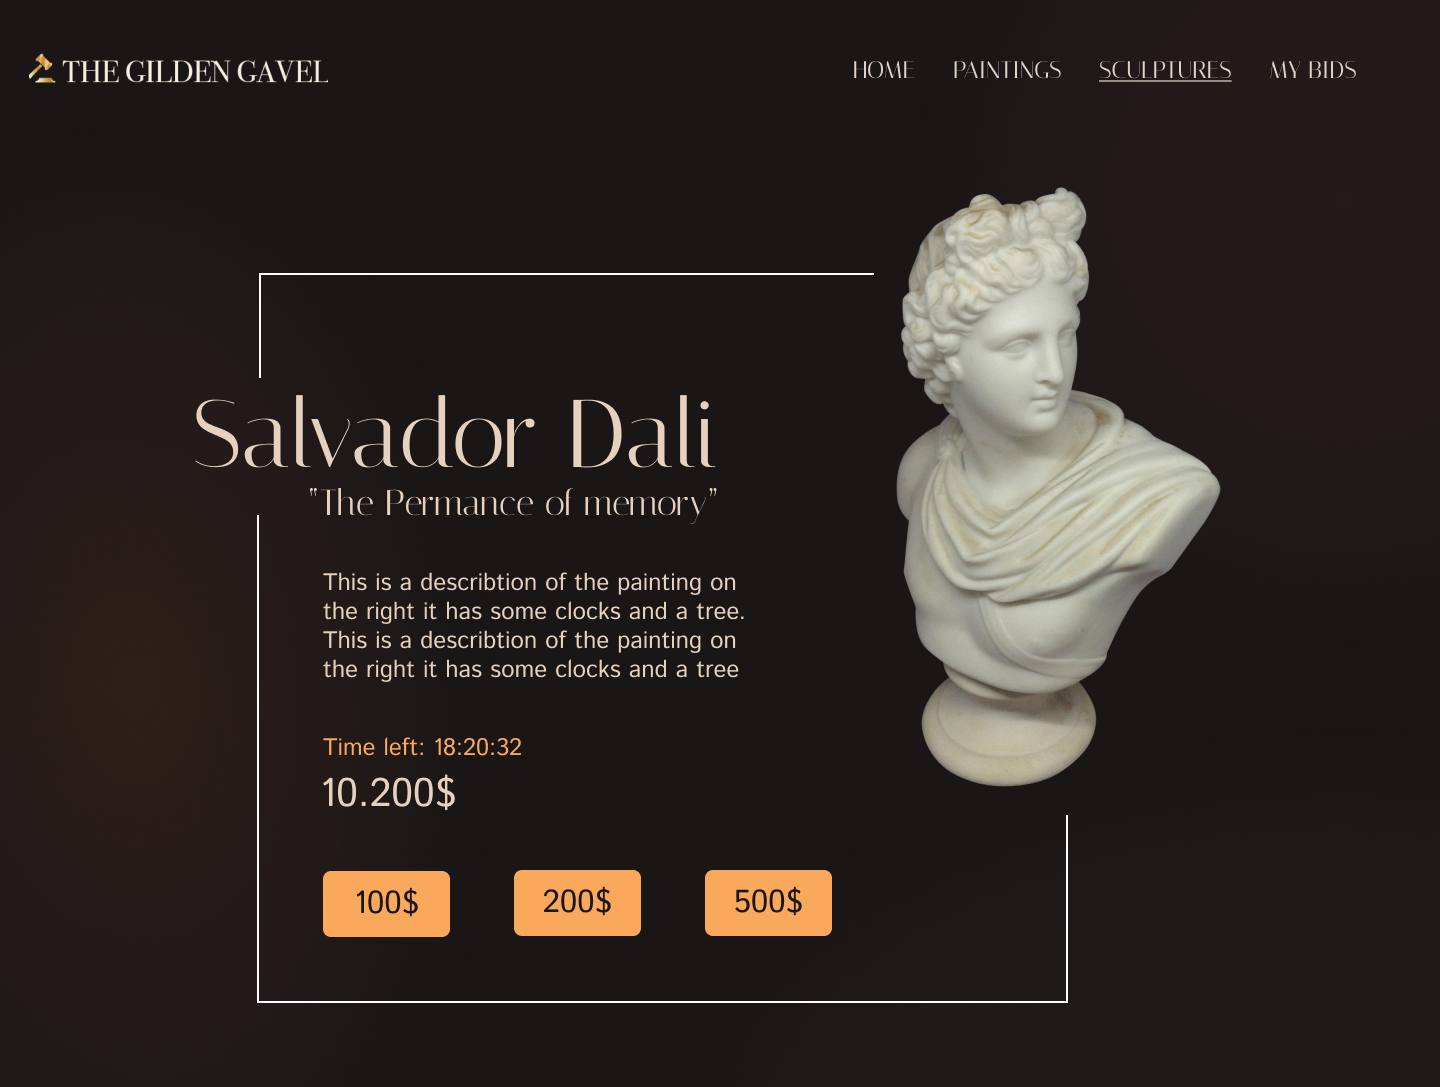 THE GILDEN GAVEL
HOME PAINTINGS SCULPTURES MY BIDS
Salvador Dali
"The Permance of memory"
This is a describtion of the painting on
the right it has some clocks and a tree.
This is a describtion of the painting on
the right it has some clocks and a tree
Time left: 18:20:32
10.200$
100$ 200$ 500$